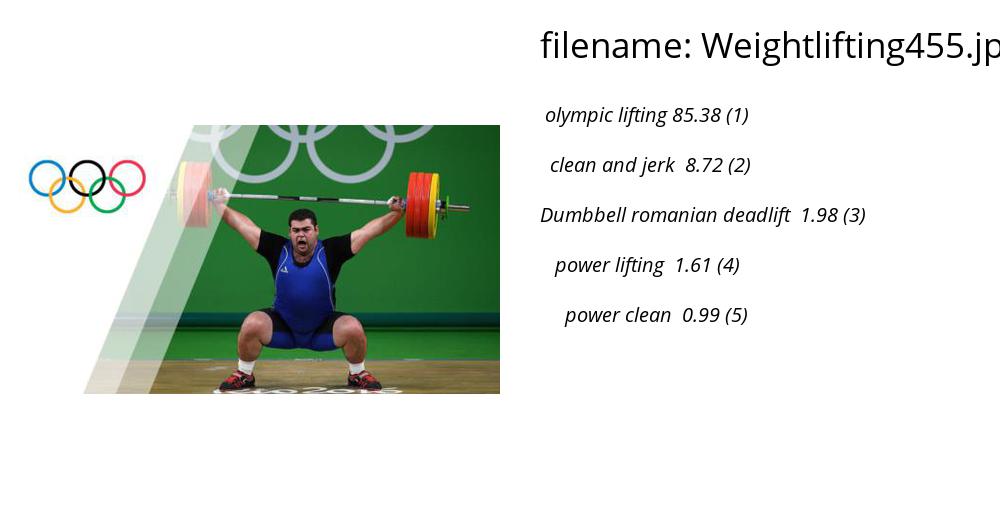 filename: Weightlifting455.jp
olympic lifting 85.38 (1)
clean and jerk 8.72 (2)
Dumbbell romanian deadlift 1.98 (3)
power lifting 1.61 (4)
power clean 0.99 (5)